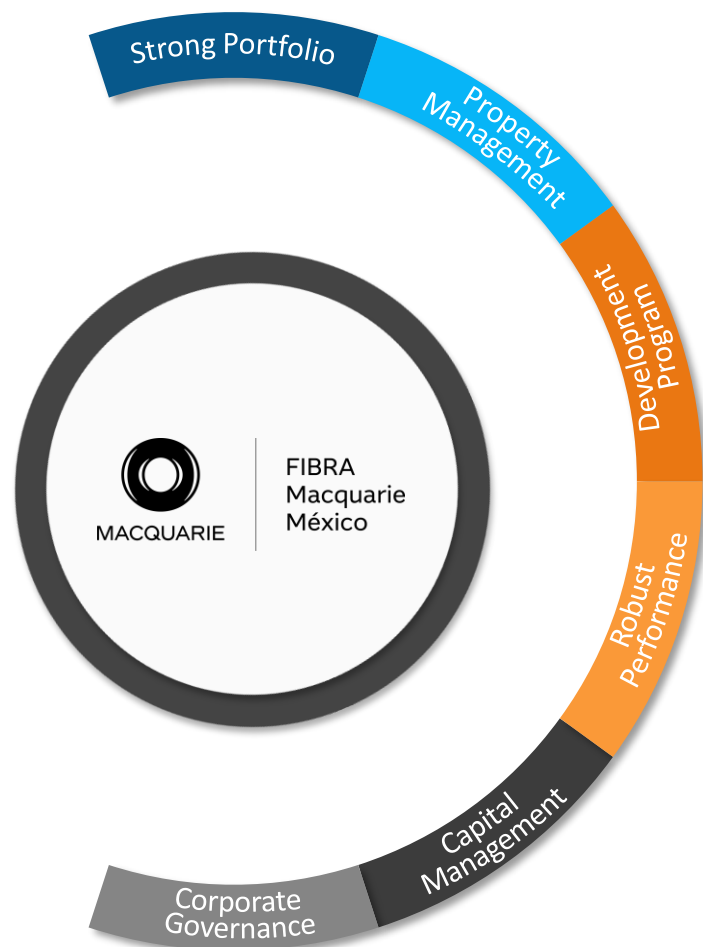 Strong Portfolio
Property
Management
Development
Program
Robust
Performance
Capital
Management
Corporate
Governance
MACQUARIE
FIBRA
Macquarie
México